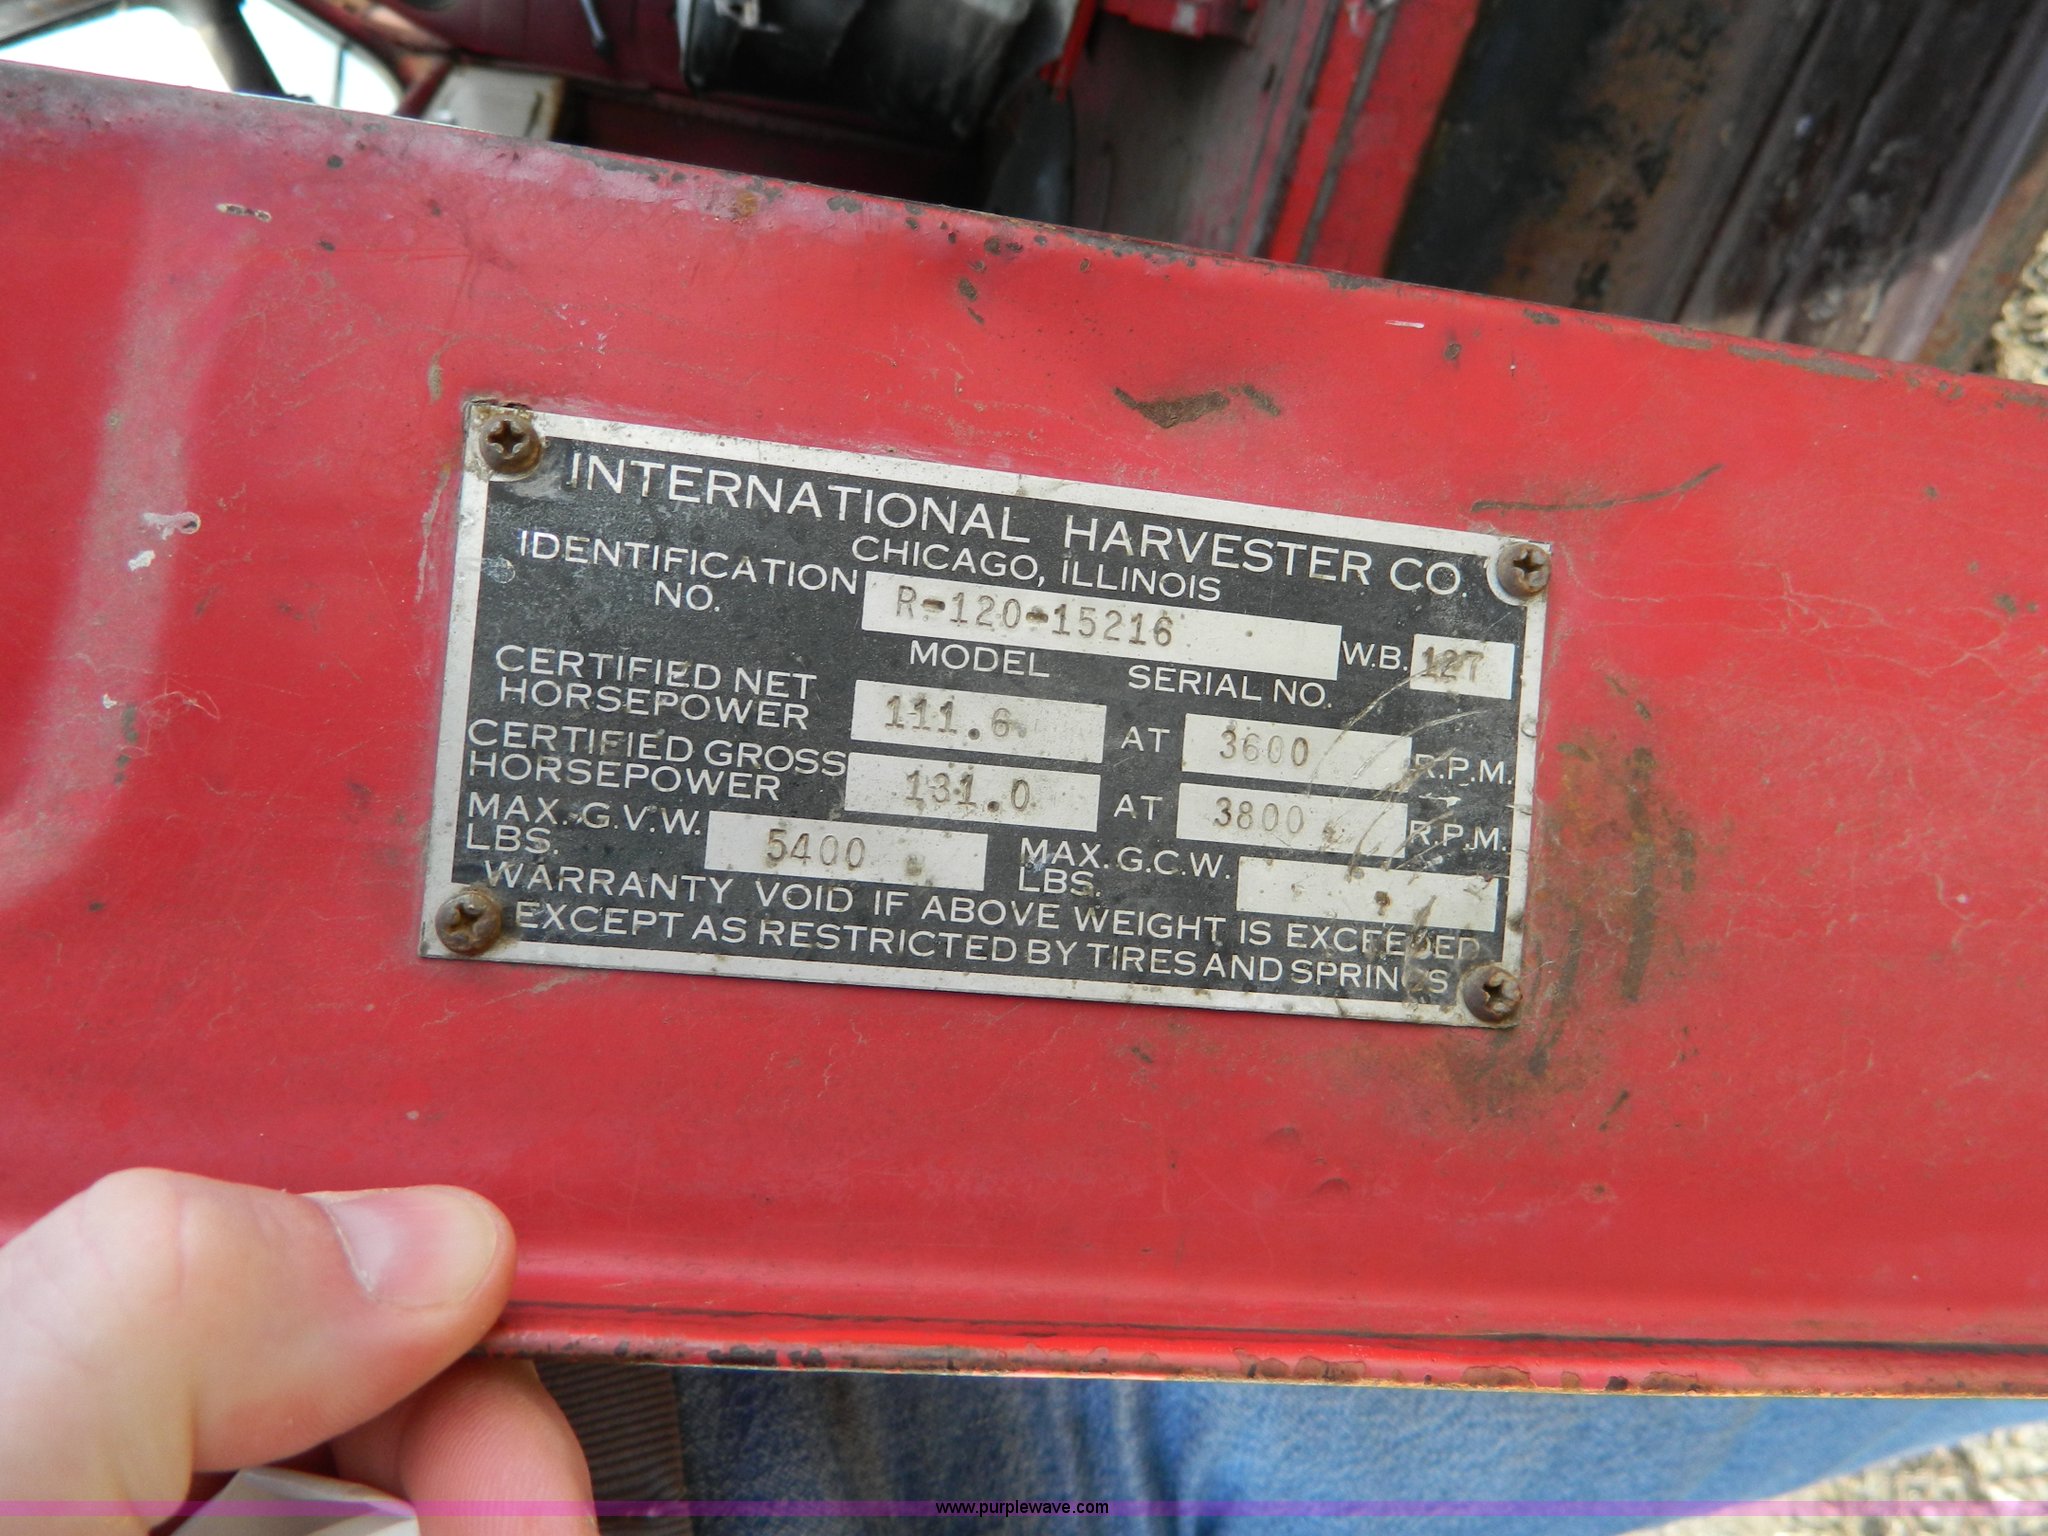 INTERNATIONAL HARVESTER CO.
CHICAGO, ILLINOIS
IDENTIFICATION NO. R-120-15216 W.B. 127
MODEL SERIAL NO.
CERTIFIED NET HORSEPOWER 111.6 AT 3600 R.P.M.
CERTIFIED GROSS HORSEPOWER 131.0 AT 3800 R.P.M.
MAX. G.V.W. LBS. 5400 MAX. G.C.W. LBS.
WARRANTY VOID IF ABOVE WEIGHT IS EXCEEDED
EXCEPT AS RESTRICTED BY TIRES AND SPRINGS
www.purplewave.com